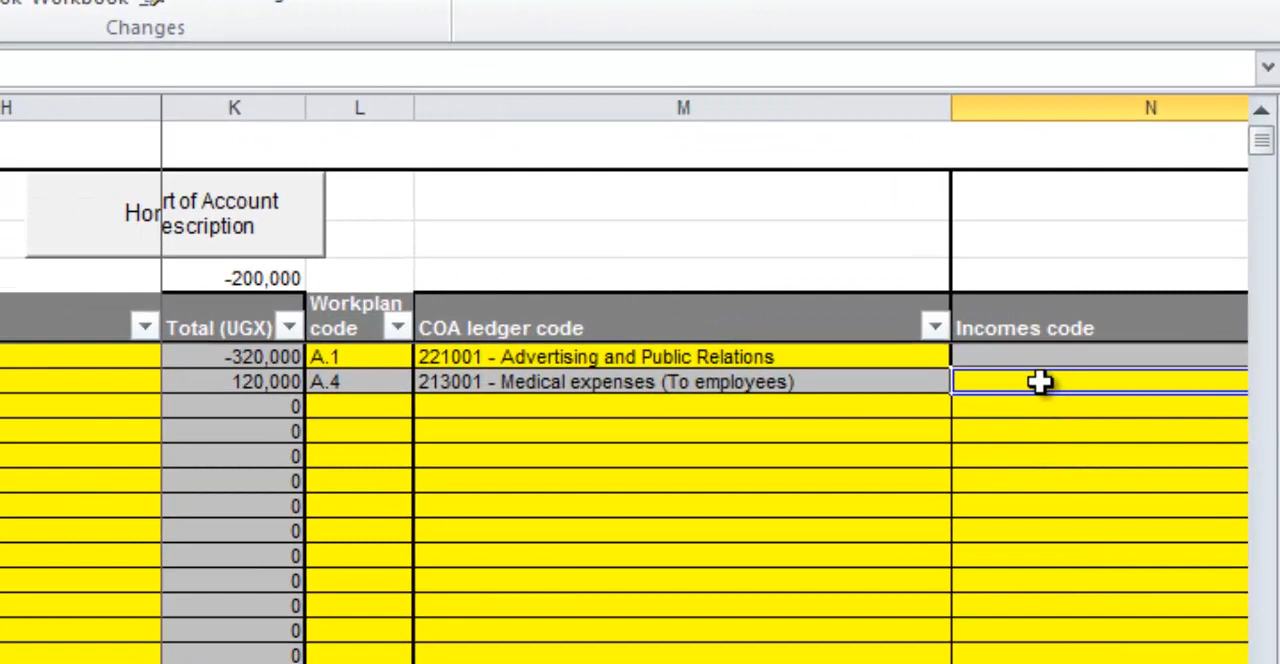 Workbook
Changes
H K L M N
Hor rt of Account
escription
-200,000
Workplan
Total (UGX) code COA ledger code Incomes code
-320,000 A.1 221001 - Advertising and Public Relations
120,000 A.4 213001 - Medical expenses (To employees)
0
0
0
0
0
0
0
0
0
0
0